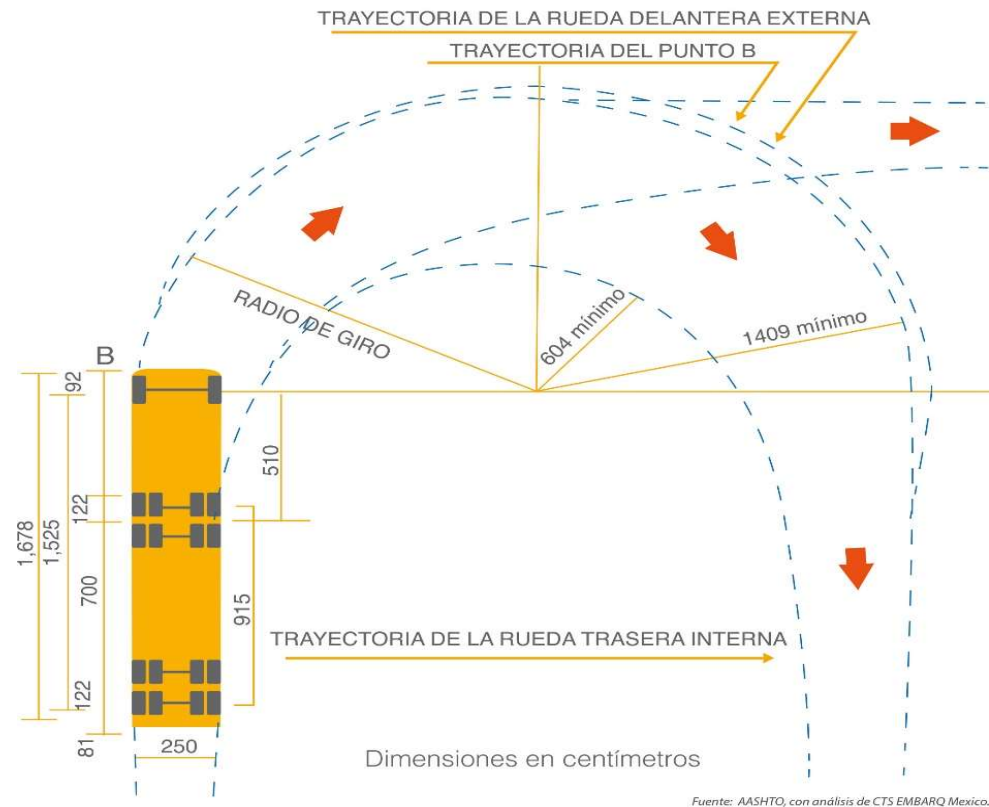 TRAYECTORIA DE LA RUEDA DELANTERA EXTERNA
TRAYECTORIA DEL PUNTO B
RADIO DE GIRO
604 mínimo
1409 mínimo
B
92
510
122
1,678
1,525
700
915
TRAYECTORIA DE LA RUEDA TRASERA INTERNA
122
81
250
Dimensiones en centímetros
Fuente: AASHTO, con análisis de CTS EMBARQ Mexico.